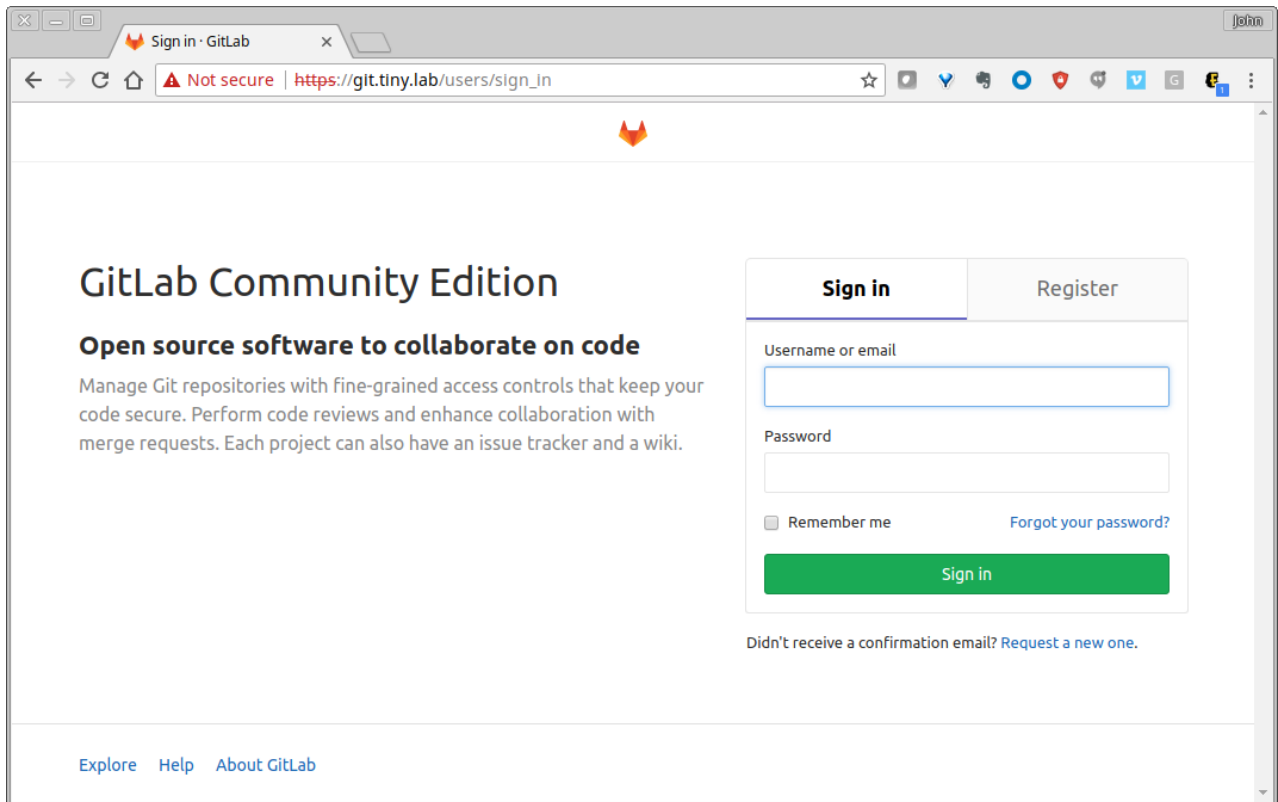 John
Sign in · GitLab
Not secure | https://git.tiny.lab/users/sign_in
1
GitLab Community Edition
Open source software to collaborate on code
Manage Git repositories with fine-grained access controls that keep your
code secure. Perform code reviews and enhance collaboration with
merge requests. Each project can also have an issue tracker and a wiki.
Sign in
Register
Username or email
Password
Remember me
Forgot your password?
Sign in
Didn't receive a confirmation email? Request a new one.
Explore
Help
About GitLab